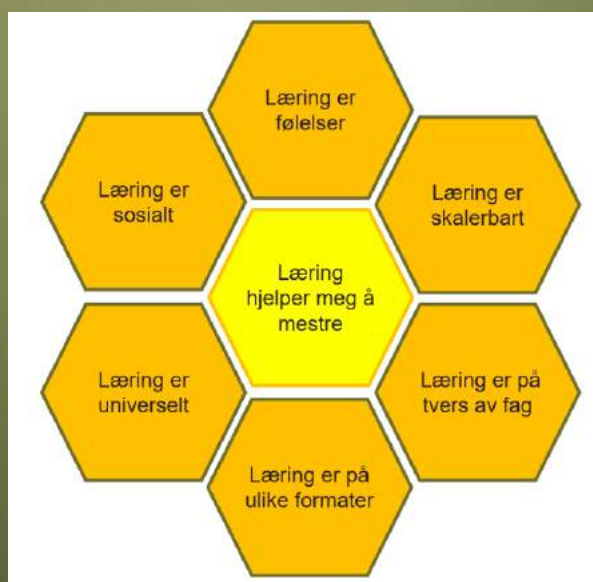 Læring er
følelser
Læring er
sosialt
Læring er
skalerbart
Læring
hjelper meg å
mestre
Læring er
universelt
Læring er på
tvers av fag
Læring er på
ulike formater